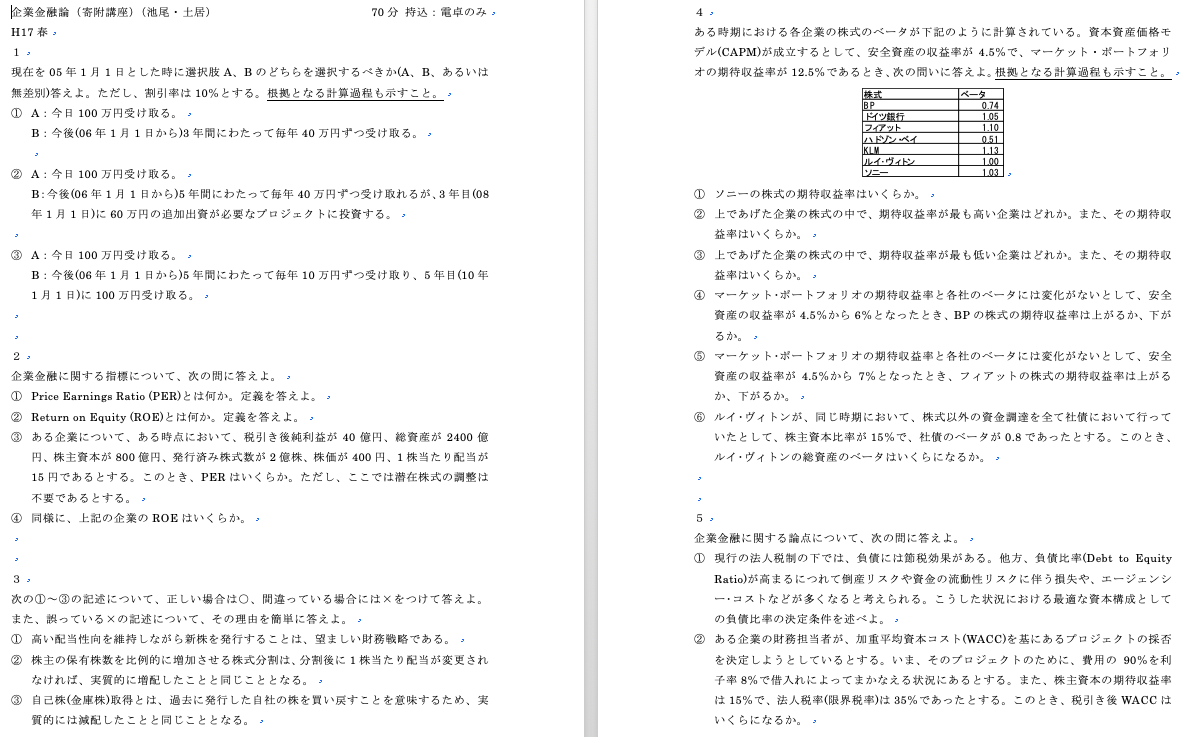 企業金融論（寄附講座）（池尾・土居） 70 分 持込：電卓のみ
H17 春
1
現在を 05 年 1 月 1 日とした時に選択肢 A、B のどちらを選択するべきか(A、B、あるいは
無差別)答えよ。ただし、割引率は 10%とする。根拠となる計算過程も示すこと。
① A：今日 100 万円受け取る。
B：今後(06 年 1 月 1 日から)3 年間にわたって毎年 40 万円ずつ受け取る。
② A：今日 100 万円受け取る。
B：今後(06 年 1 月 1 日から)5 年間にわたって毎年 40 万円ずつ受け取れるが、3 年目(08
年 1 月 1 日)に 60 万円の追加出資が必要なプロジェクトに投資する。
③ A：今日 100 万円受け取る。
B：今後(06 年 1 月 1 日から)5 年間にわたって毎年 10 万円ずつ受け取り、5 年目(10 年
1 月 1 日)に 100 万円受け取る。
2
企業金融に関する指標について、次の問に答えよ。
① Price Earnings Ratio (PER)とは何か。定義を答えよ。
② Return on Equity (ROE)とは何か。定義を答えよ。
③ ある企業について、ある時点において、税引き後純利益が 40 億円、総資産が 2400 億
円、株主資本が 800 億円、発行済み株式数が 2 億株、株価が 400 円、1 株当たり配当が
15 円であるとする。このとき、PER はいくらか。ただし、ここでは潜在株式の調整は
不要であるとする。
④ 同様に、上記の企業の ROE はいくらか。
3
次の①～③の記述について、正しい場合は○、間違っている場合には×をつけて答えよ。
また、誤っている×の記述について、その理由を簡単に答えよ。
① 高い配当性向を維持しながら新株を発行することは、望ましい財務戦略である。
② 株主の保有株数を比例的に増加させる株式分割は、分割後に 1 株当たり配当が変更され
なければ、実質的に増配したことと同じこととなる。
③ 自己株(金庫株)取得とは、過去に発行した自社の株を買い戻すことを意味するため、実
質的には減配したことと同じこととなる。
4
ある時期における各企業の株式のベータが下記のように計算されている。資本資産価格モ
デル(CAPM)が成立するとして、安全資産の収益率が 4.5%で、マーケット・ポートフォリ
オの期待収益率が 12.5%であるとき、次の問いに答えよ。根拠となる計算過程も示すこと。
株式 ベータ
BP 0.74
ドイツ銀行 1.05
フィアット 1.10
ハドソン・ベイ 0.51
KLM 1.13
ルイ・ヴィトン 1.00
ソニー 1.03
① ソニーの株式の期待収益率はいくらか。
② 上であげた企業の株式の中で、期待収益率が最も高い企業はどれか。また、その期待収
益率はいくらか。
③ 上であげた企業の株式の中で、期待収益率が最も低い企業はどれか。また、その期待収
益率はいくらか。
④ マーケット・ポートフォリオの期待収益率と各社のベータには変化がないとして、安全
資産の収益率が 4.5%から 6%となったとき、BP の株式の期待収益率は上がるか、下が
るか。
⑤ マーケット・ポートフォリオの期待収益率と各社のベータには変化がないとして、安全
資産の収益率が 4.5%から 7%となったとき、フィアットの株式の期待収益率は上がる
か、下がるか。
⑥ ルイ・ヴィトンが、同じ時期において、株式以外の資金調達を全て社債において行って
いたとして、株主資本比率が 15%で、社債のベータが 0.8 であったとする。このとき、
ルイ・ヴィトンの総資産のベータはいくらになるか。
5
企業金融に関する論点について、次の問に答えよ。
① 現行の法人税制の下では、負債には節税効果がある。他方、負債比率(Debt to Equity
Ratio)が高まるにつれて倒産リスクや資金の流動性リスクに伴う損失や、エージェンシ
ー・コストなどが多くなると考えられる。こうした状況における最適な資本構成として
の負債比率の決定条件を述べよ。
② ある企業の財務担当者が、加重平均資本コスト(WACC)を基にあるプロジェクトの採否
を決定しようとしているとする。いま、そのプロジェクトのために、費用の 90%を利
子率 8%で借入れによってまかなえる状況にあるとする。また、株主資本の期待収益率
は 15%で、法人税率(限界税率)は 35%であったとする。このとき、税引き後 WACC は
いくらになるか。